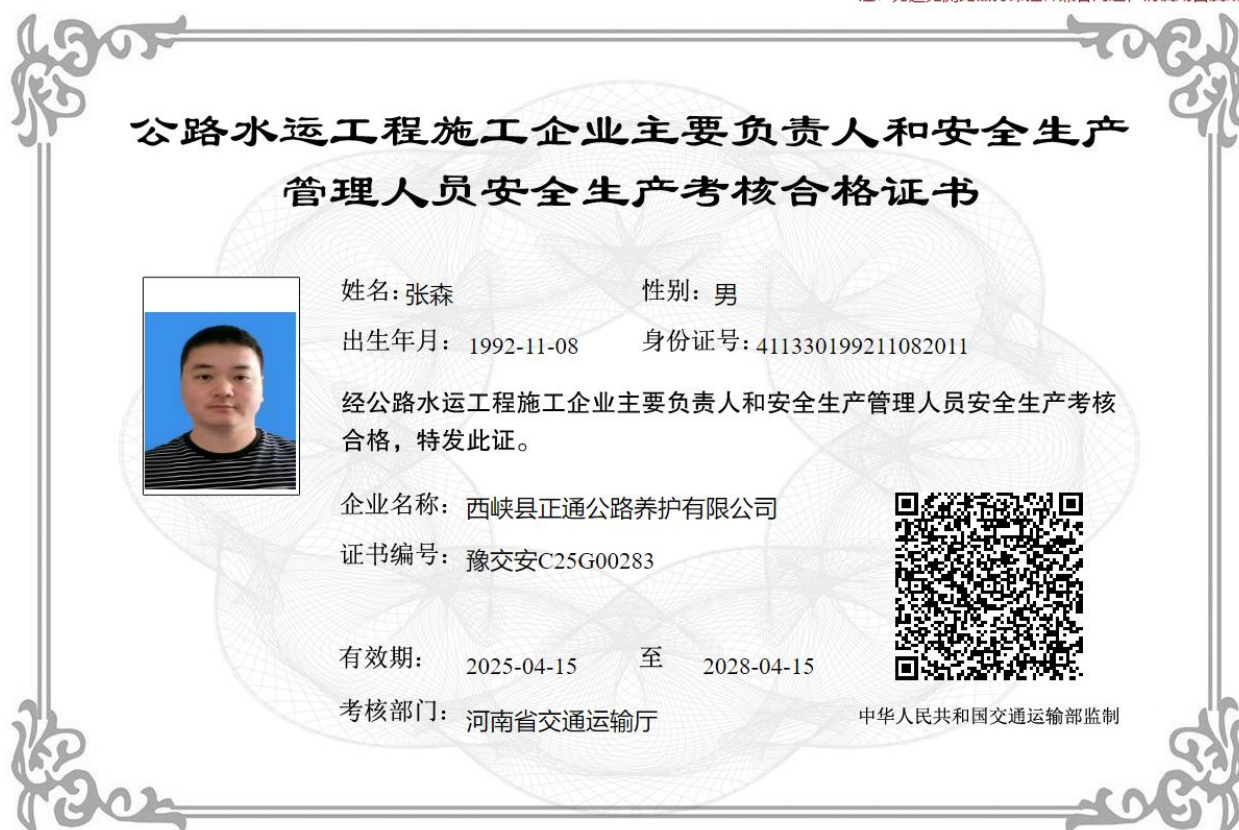 公路水运工程施工企业主要负责人和安全生产
管理人员安全生产考核合格证书
姓名：张森 性别：男
出生年月：1992-11-08 身份证号：411330199211082011
经公路水运工程施工企业主要负责人和安全生产管理人员安全生产考核
合格，特发此证。
企业名称：西峡县正通公路养护有限公司
证书编号：豫交安C25G00283
有效期：2025-04-15 至 2028-04-15
考核部门：河南省交通运输厅
中华人民共和国交通运输部监制